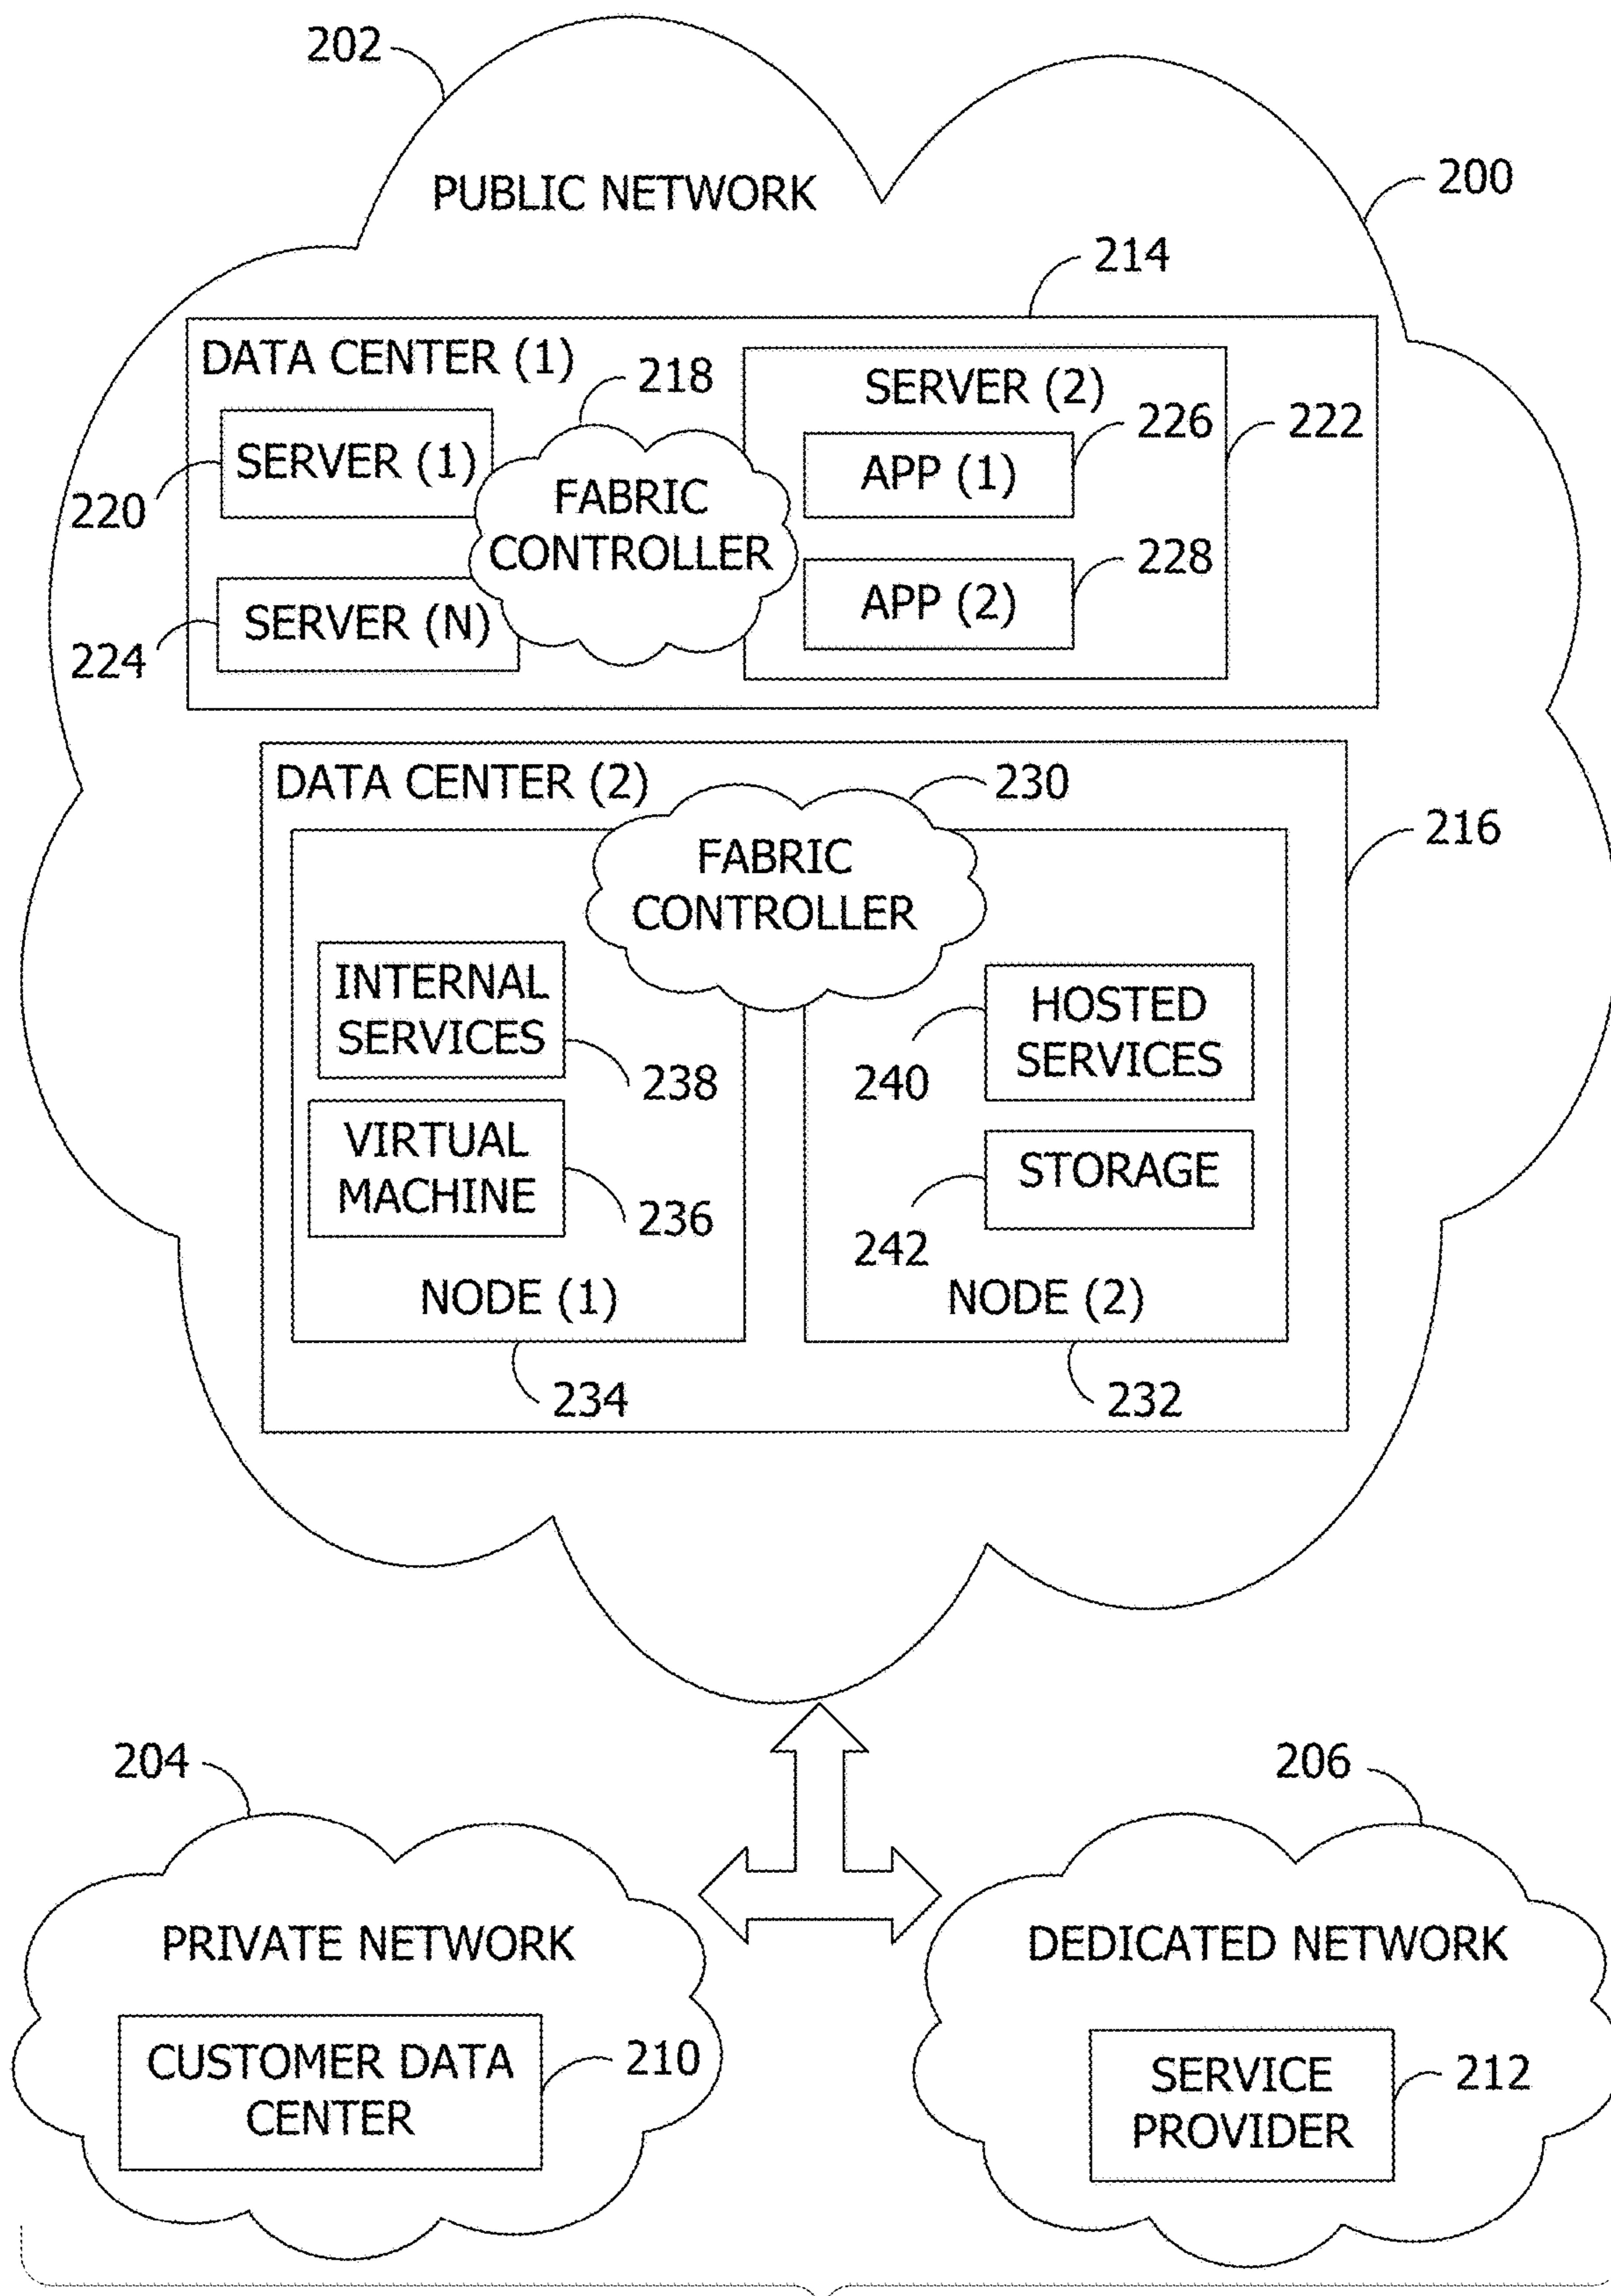 202
PUBLIC NETWORK
200
214
DATA CENTER (1)
218
SERVER (2)
226
222
SERVER (1)
APP (1)
220
FABRIC
CONTROLLER
228
SERVER (N)
APP (2)
224
DATA CENTER (2)
230
216
FABRIC
CONTROLLER
INTERNAL
SERVICES
238
HOSTED
SERVICES
240
VIRTUAL
MACHINE
236
STORAGE
242
NODE (1)
NODE (2)
234
232
204
206
PRIVATE NETWORK
DEDICATED NETWORK
CUSTOMER DATA
CENTER
210
SERVICE
PROVIDER
212